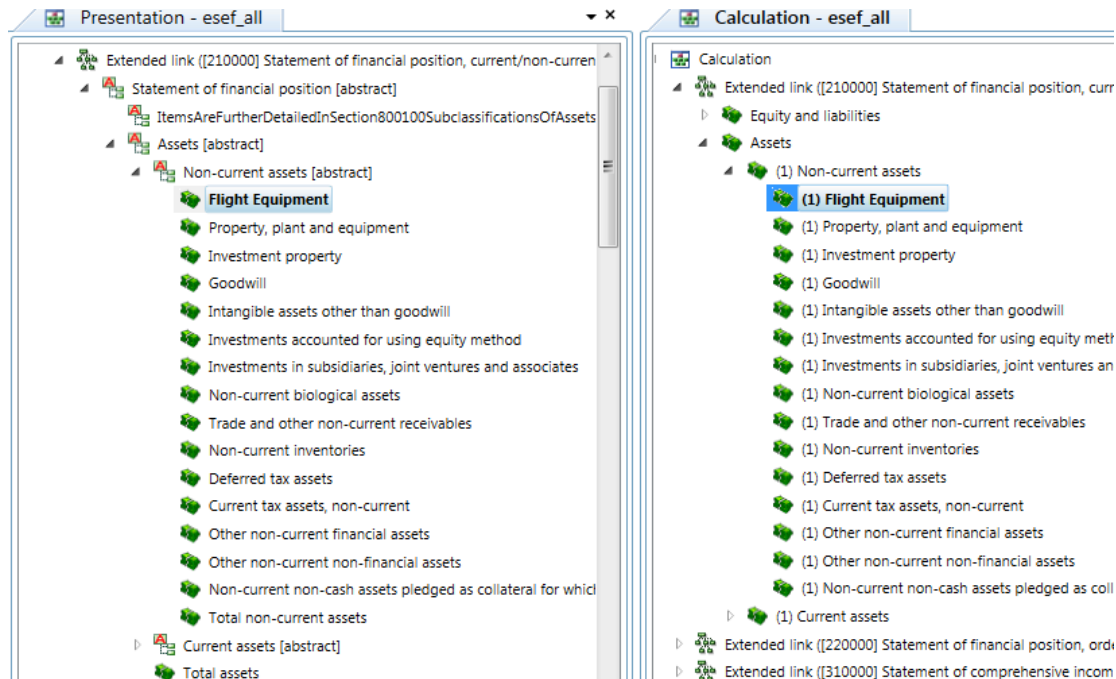 Presentation - esef_all
Extended link ([210000] Statement of financial position, current/non-curren
Statement of financial position [abstract]
ItemsAreFurtherDetailedInSection800100SubclassificationsOfAssets
Assets [abstract]
Non-current assets [abstract]
Flight Equipment
Property, plant and equipment
Investment property
Goodwill
Intangible assets other than goodwill
Investments accounted for using equity method
Investments in subsidiaries, joint ventures and associates
Non-current biological assets
Trade and other non-current receivables
Non-current inventories
Deferred tax assets
Current tax assets, non-current
Other non-current financial assets
Other non-current non-financial assets
Non-current non-cash assets pledged as collateral for whicl
Total non-current assets
Current assets [abstract]
Total assets
Calculation - esef_all
Calculation
Extended link ([210000] Statement of financial position, curr
Equity and liabilities
Assets
(1) Non-current assets
(1) Flight Equipment
(1) Property, plant and equipment
(1) Investment property
(1) Goodwill
(1) Intangible assets other than goodwill
(1) Investments accounted for using equity meth
(1) Investments in subsidiaries, joint ventures an
(1) Non-current biological assets
(1) Trade and other non-current receivables
(1) Non-current inventories
(1) Deferred tax assets
(1) Current tax assets, non-current
(1) Other non-current financial assets
(1) Other non-current non-financial assets
(1) Non-current non-cash assets pledged as coll
(1) Current assets
Extended link ([220000] Statement of financial position, orde
Extended link ([310000] Statement of comprehensive incom